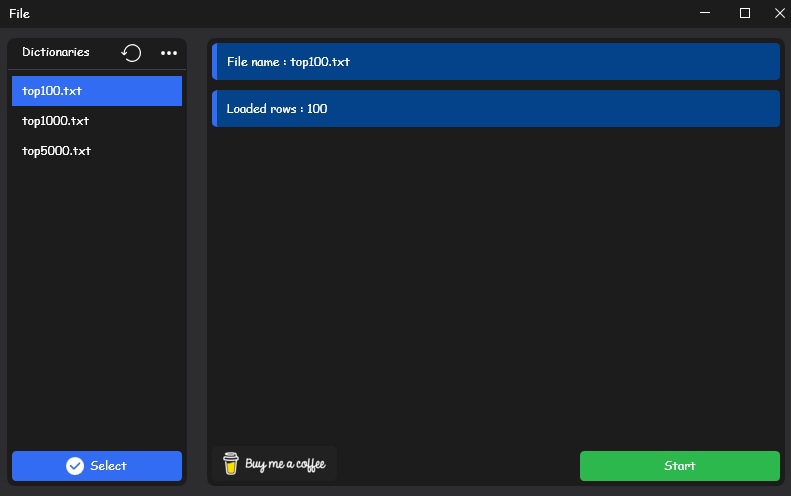 File
Dictionaries
top100.txt
top1000.txt
top5000.txt
Select
File name : top100.txt
Loaded rows : 100
Buy me a coffee
Start